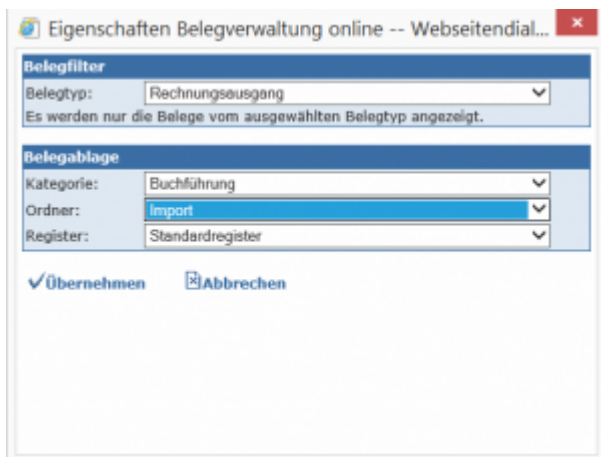 Eigenschaften Belegverwaltung online -- Webseitendial...
Belegfilter
Belegtyp: Rechnungsausgang
Es werden nur die Belege vom ausgewählten Belegtyp angezeigt.
Belegablage
Kategorie: Buchführung
Ordner: Import
Register: Standardregister
Übernehmen Abbrechen